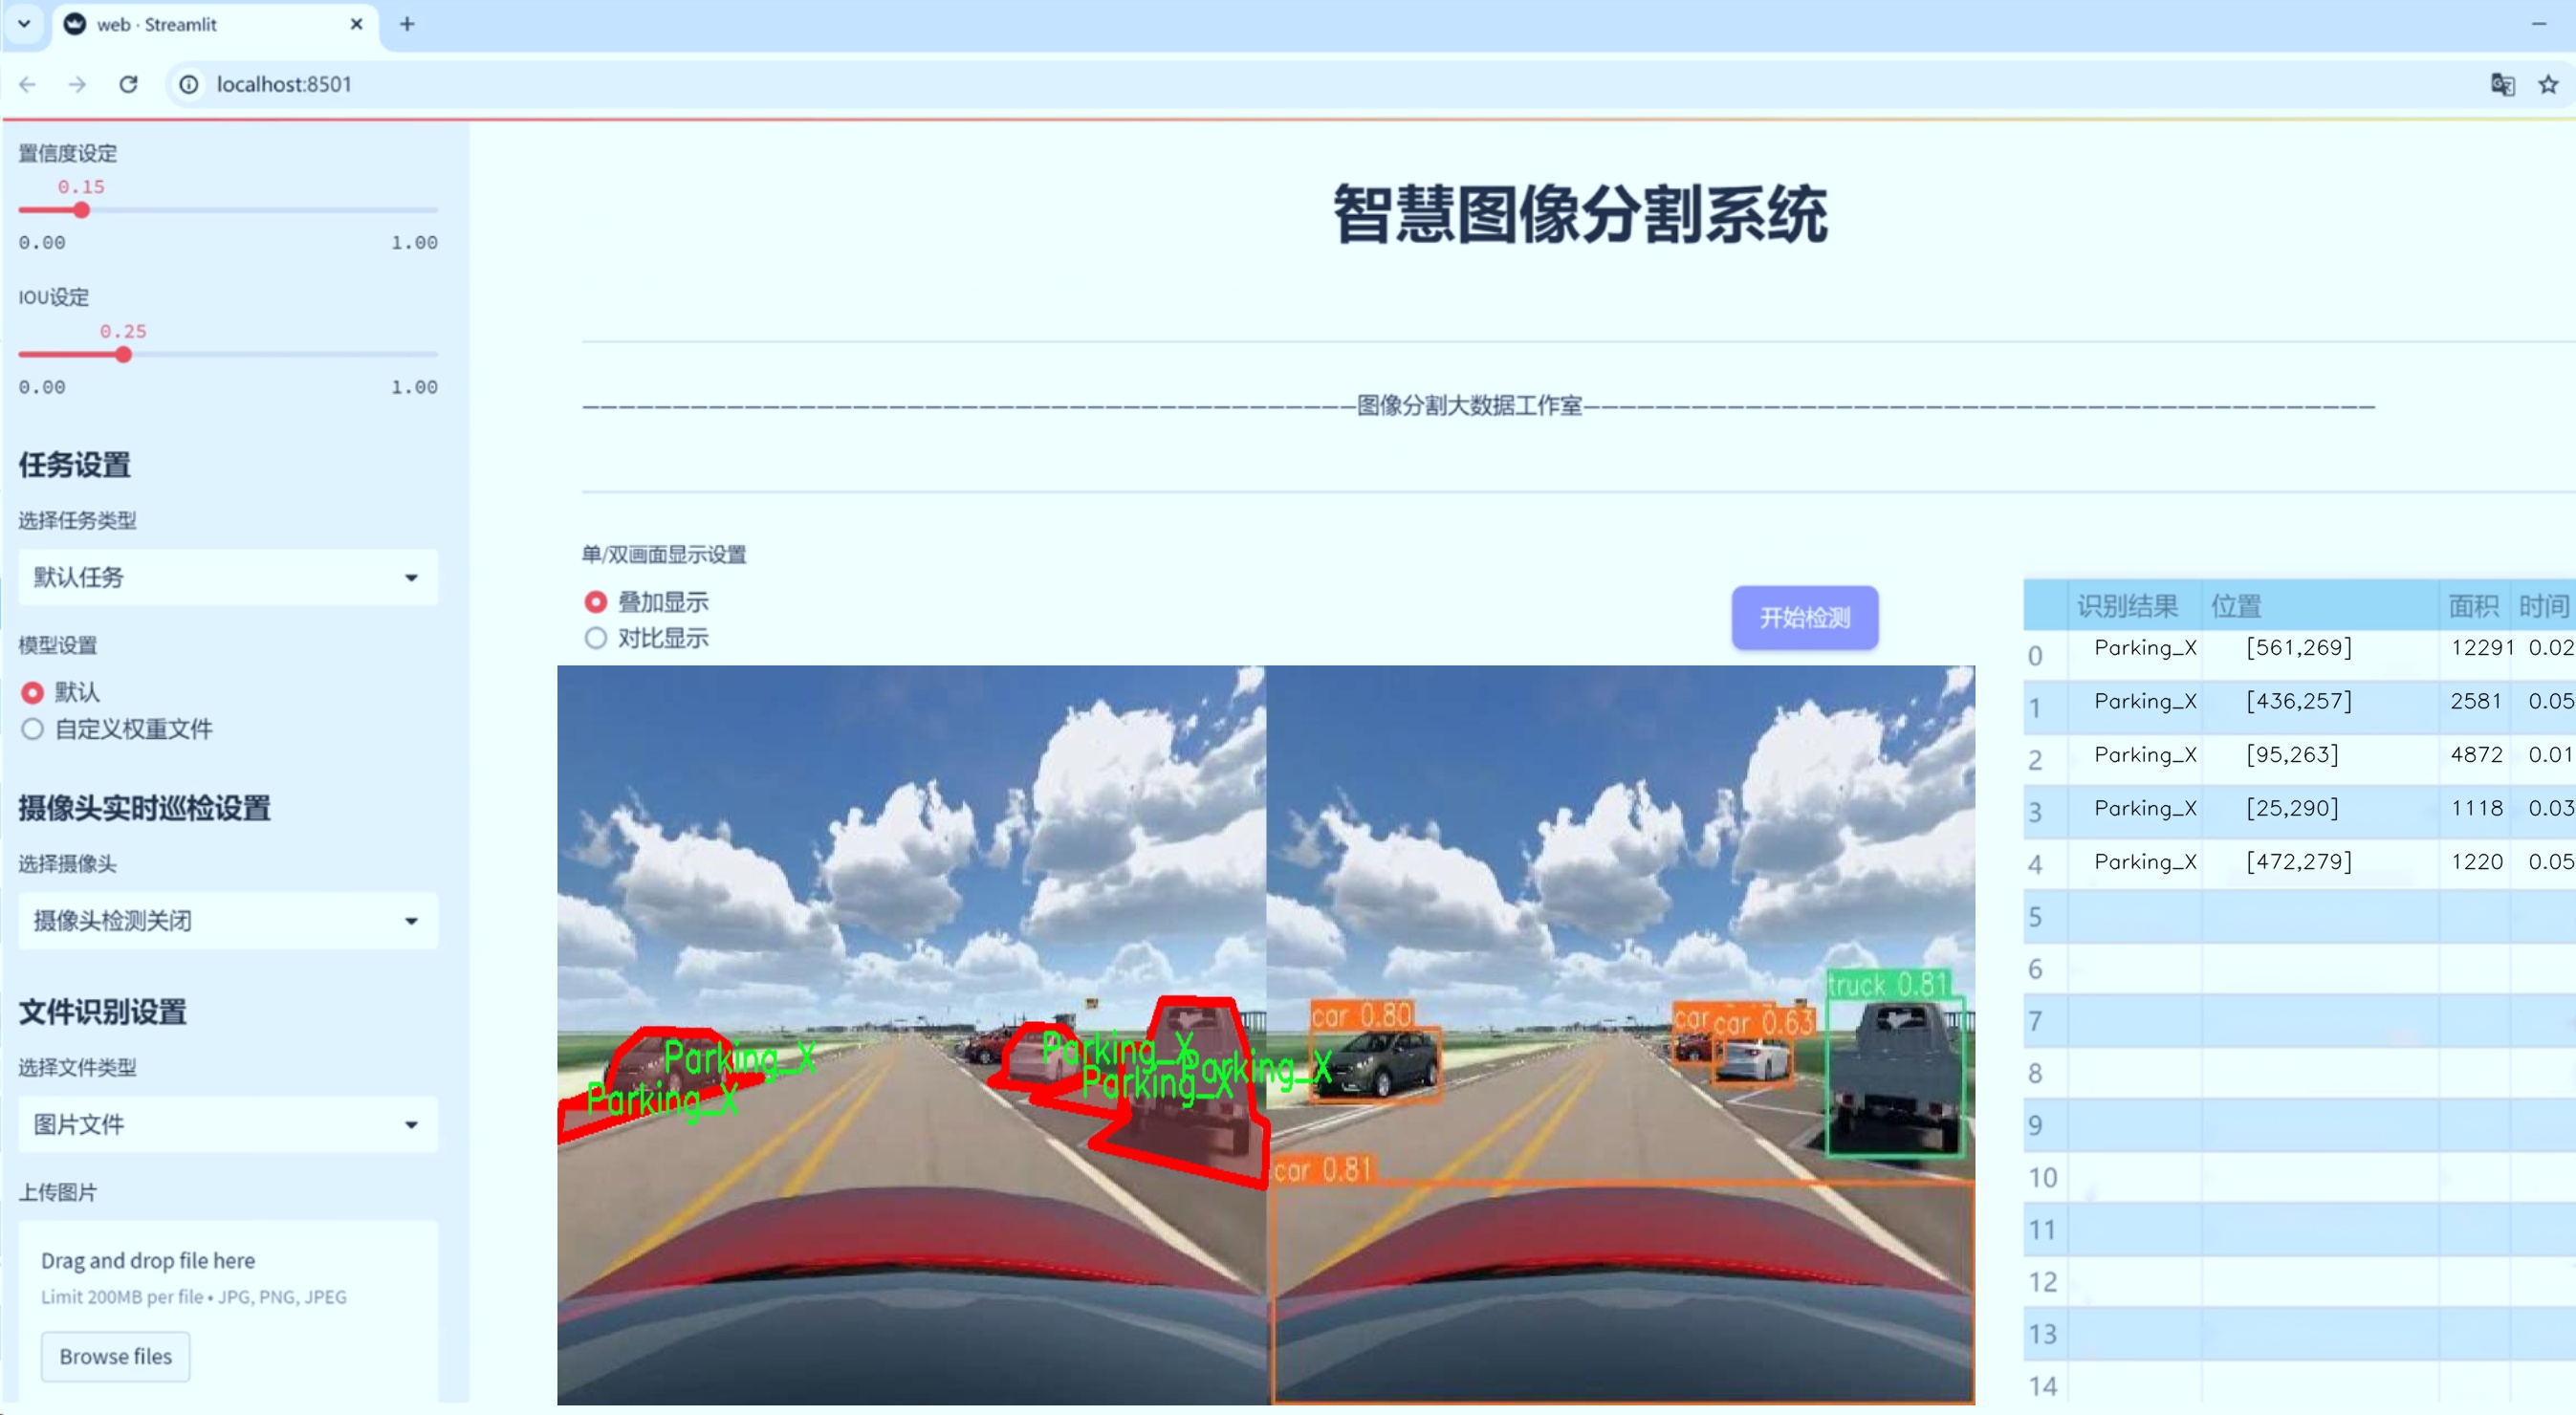 web · Streamlit
localhost:8501
置信度设定
0.15
0.00 1.00
IOU设定
0.25
0.00 1.00
任务设置
选择任务类型
默认任务
模型设置
默认
自定义权重文件
摄像头实时巡检设置
选择摄像头
摄像头检测关闭
文件识别设置
选择文件类型
图片文件
上传图片
Drag and drop file here
Limit 200MB per file • JPG, PNG, JPEG
Browse files
智慧图像分割系统
图像分割大数据工作室
单/双画面显示设置
叠加显示
对比显示
开始检测
Parking_X
Parking_X
Parking_X
Parking_X
Parking_X
car 0.80
car
car 0.63
truck 0.81
car 0.81
识别结果 位置 面积 时间
0 Parking_X [561,269] 12291 0.02
1 Parking_X [436,257] 2581 0.05
2 Parking_X [95,263] 4872 0.01
3 Parking_X [25,290] 1118 0.03
4 Parking_X [472,279] 1220 0.05
5
6
7
8
9
10
11
12
13
14